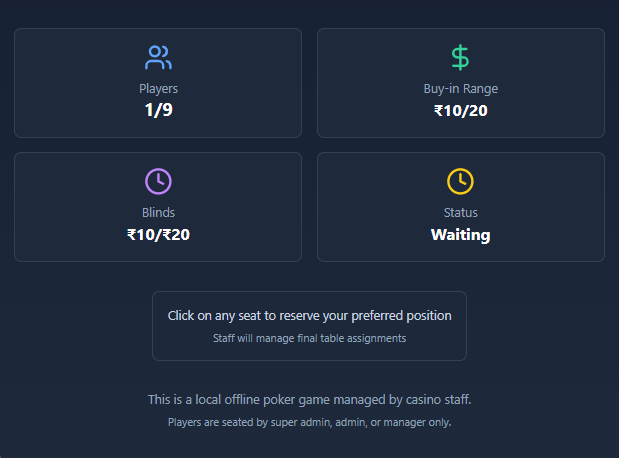 Players
1/9
Buy-in Range
₹10/20
Blinds
₹10/₹20
Status
Waiting
Click on any seat to reserve your preferred position
Staff will manage final table assignments
This is a local offline poker game managed by casino staff.
Players are seated by super admin, admin, or manager only.